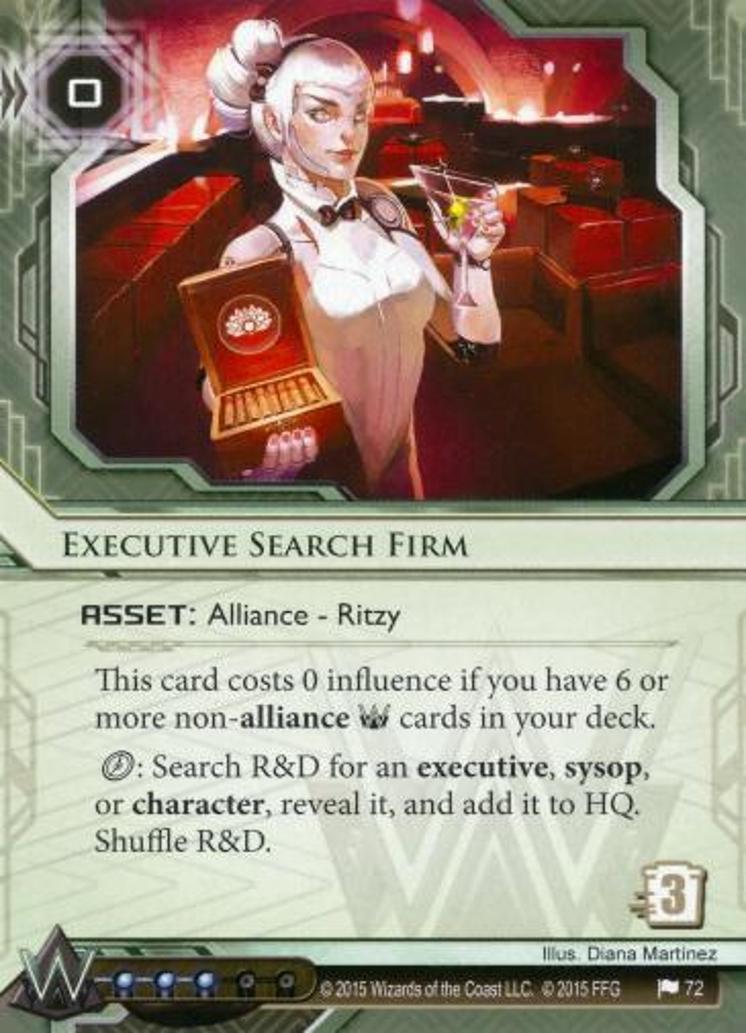 0
EXECUTIVE SEARCH FIRM
ASSET: Alliance - Ritzy
This card costs 0 influence if you have 6 or
more non-alliance cards in your deck.
: Search R&D for an executive, sysop,
or character, reveal it, and add it to HQ.
Shuffle R&D.
3
Illus. Diana Martinez
W
© 2015 Wizards of the Coast LLC. © 2015 FFG
72